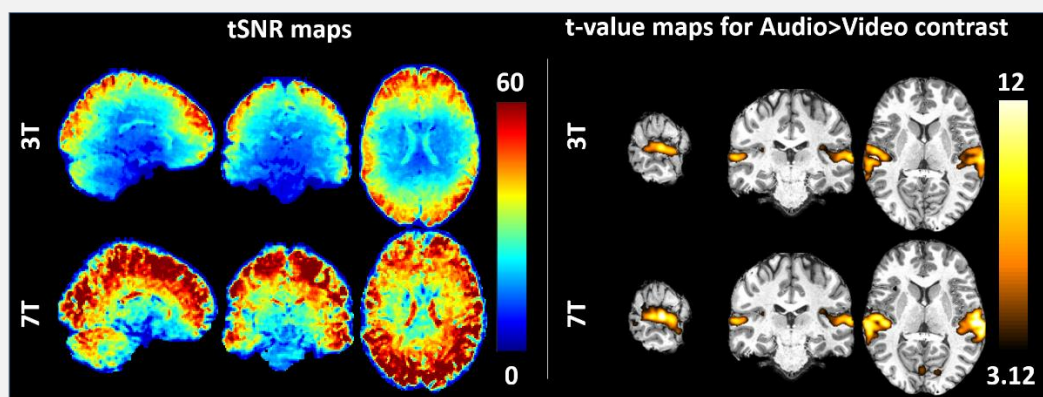 tSNR maps
t-value maps for Audio>Video contrast
3T
60
3T
12
7T
0
7T
3.12